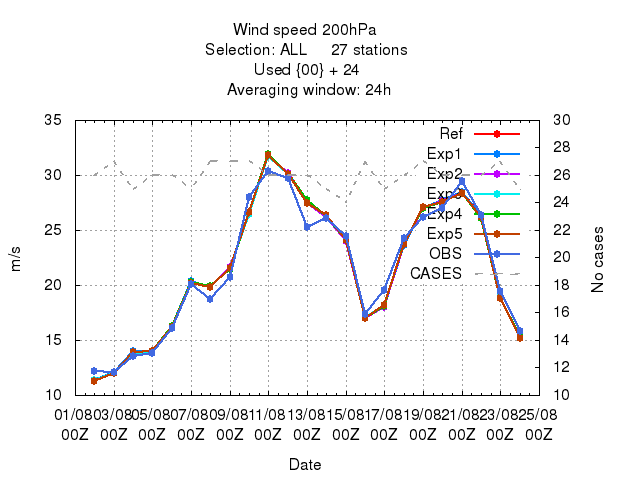 Wind speed 200hPa
Selection: ALL     27 stations
Used {00} + 24
Averaging window: 24h
35
30
25
20
15
10
m/s
30
28
26
24
22
20
18
16
14
12
10
No cases
Ref
Exp1
Exp2
Exp3
Exp4
Exp5
OBS
CASES
01/08 03/08 05/08 07/08 09/08 11/08 13/08 15/08 17/08 19/08 21/08 23/08 25/08
00Z 00Z 00Z 00Z 00Z 00Z 00Z 00Z 00Z 00Z 00Z 00Z 00Z
Date